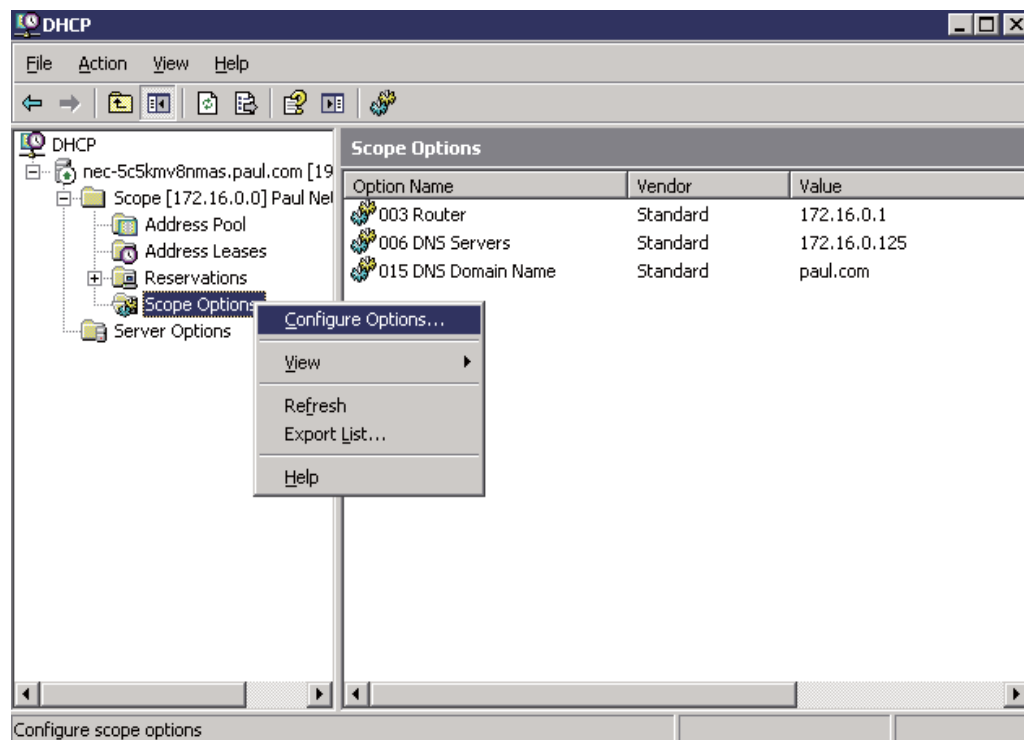 DHCP
File Action View Help
DHCP
nec-5c5kmv8nmas.paul.com [19
Scope [172.16.0.0] Paul Ne
Address Pool
Address Leases
Reservations
Scope Options
Server Options
Scope Options
Option Name Vendor Value
003 Router Standard 172.16.0.1
006 DNS Servers Standard 172.16.0.125
015 DNS Domain Name Standard paul.com
Configure Options...
View
Refresh
Export List...
Help
Configure scope options